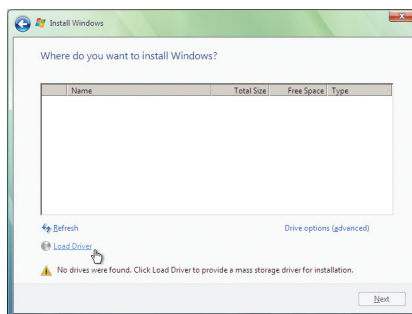 Install Windows
Where do you want to install Windows?
Name Total Size Free Space Type
Refresh Drive options (advanced)
Load Driver
No drives were found. Click Load Driver to provide a mass storage driver for installation.
Next